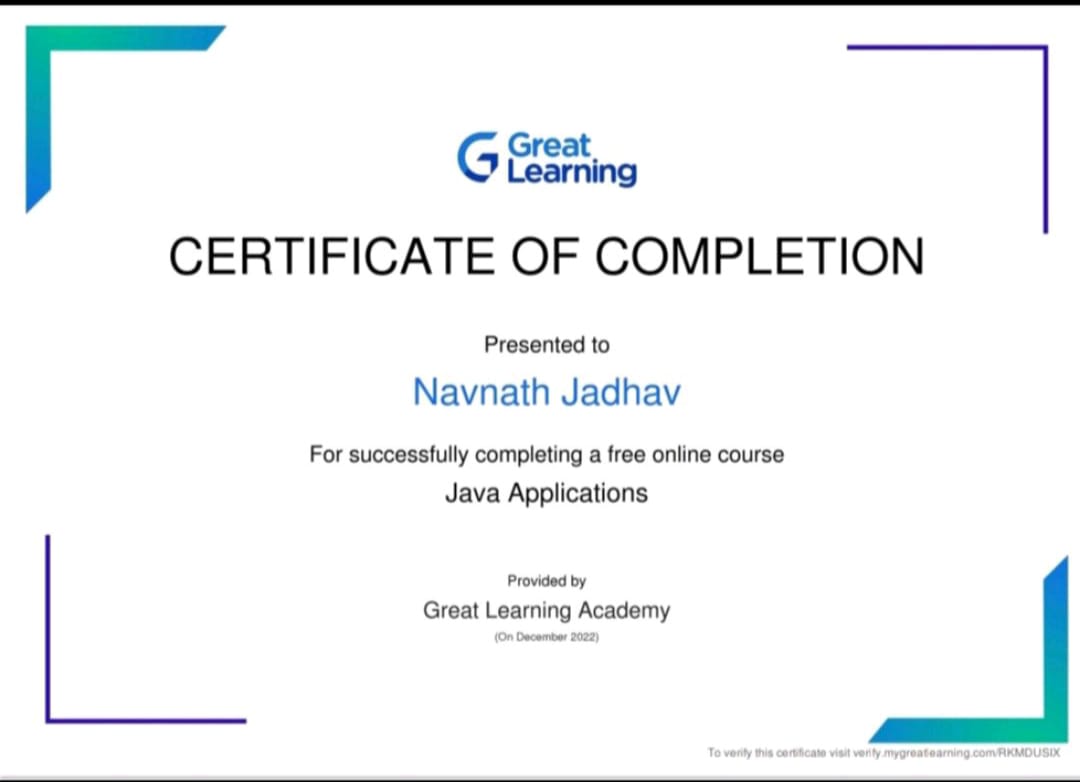 Great
Learning
CERTIFICATE OF COMPLETION
Presented to
Navnath Jadhav
For successfully completing a free online course
Java Applications
Provided by
Great Learning Academy
(On December 2022)
To verify this certificate visit verify.mygreatlearning.com/RKMDUSIX